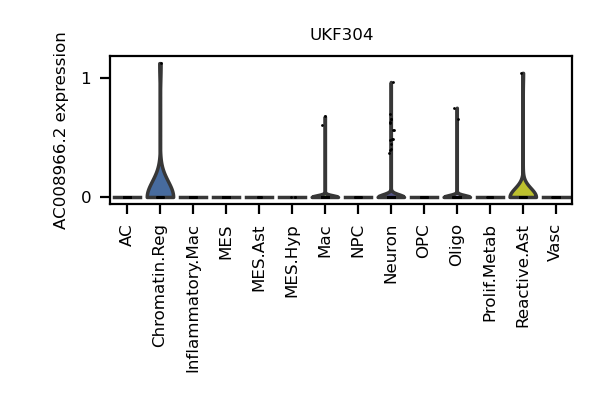 UKF304
AC008966.2 expression
1
0
AC
Chromatin.Reg
Inflammatory.Mac
MES
MES.Ast
MES.Hyp
Mac
NPC
Neuron
OPC
Oligo
Prolif.Metab
Reactive.Ast
Vasc